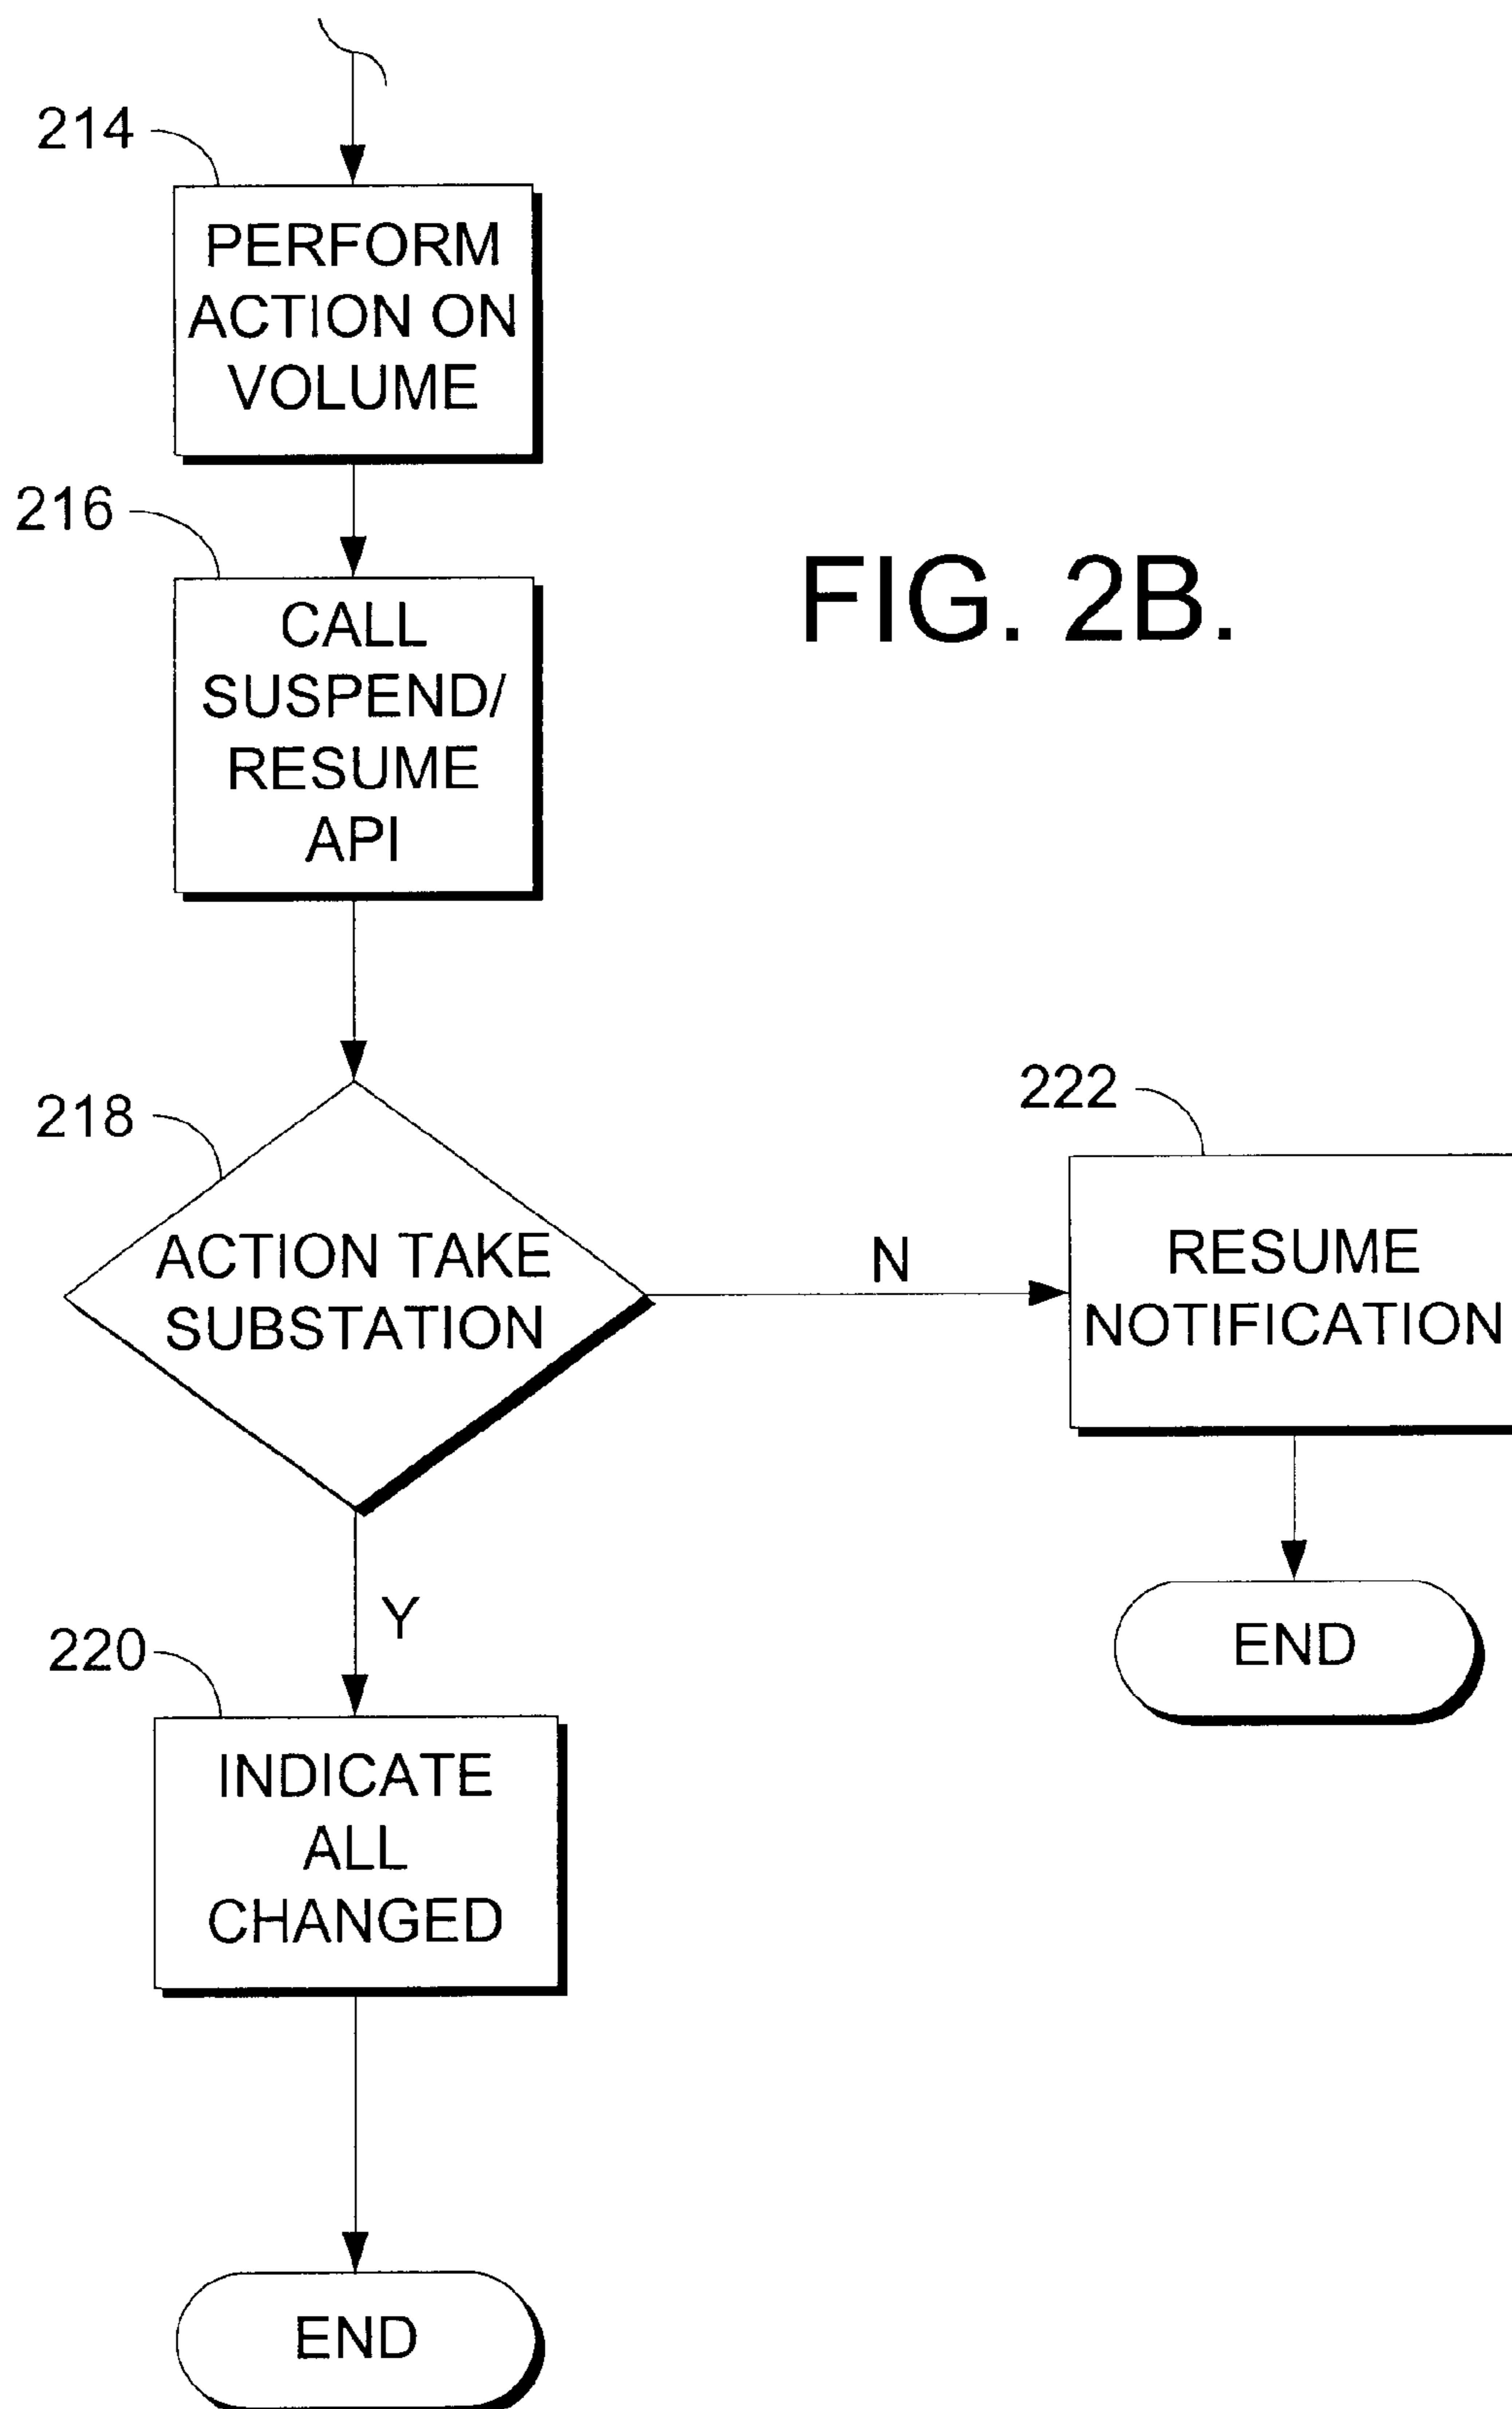 214
PERFORM
ACTION ON
VOLUME
216
CALL
SUSPEND/
RESUME
API
FIG. 2B.
218
ACTION TAKE
SUBSTATION
N
222
RESUME
NOTIFICATION
END
Y
220
INDICATE
ALL
CHANGED
END